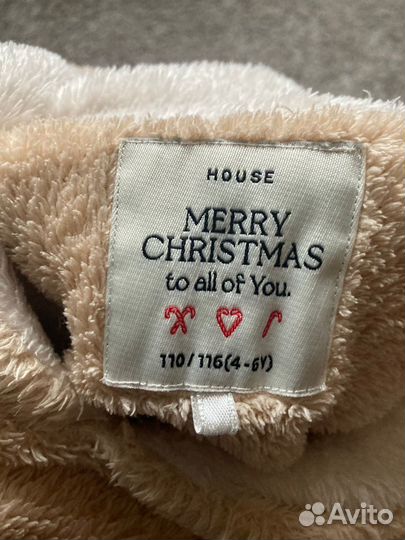 HOUSE
MERRY
CHRISTMAS
to all of You.
110/116(4-6Y)
Avito